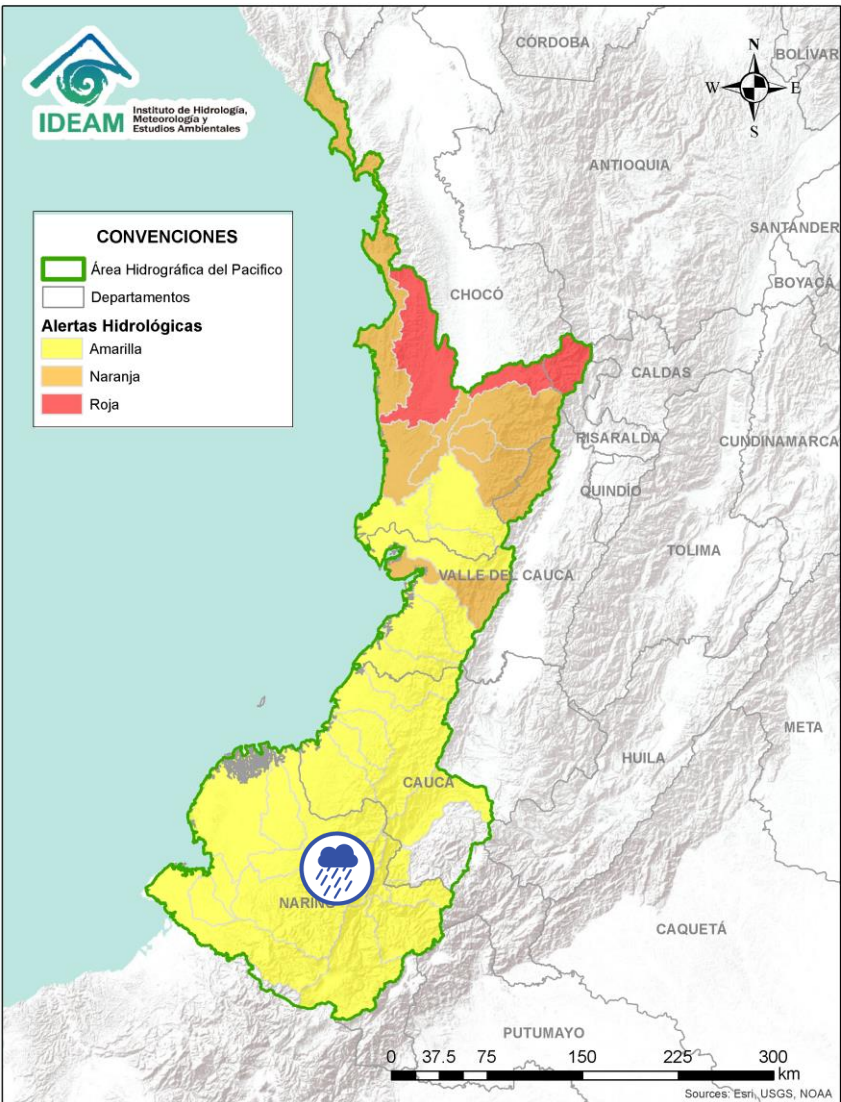 IDEAM
Instituto de Hidrología,
Meteorología y
Estudios Ambientales
CÓRDOBA
BOLIVAR
N
W
E
S
ANTIOQUIA
SANTANDER
BOYACÁ
CONVENCIONES
Área Hidrográfica del Pacifico
Departamentos
Alertas Hidrológicas
Amarilla
Naranja
Roja
CHOCÓ
CALDAS
RISARALDA
CUNDINAMARCA
QUINDÍO
TOLIMA
VALLE DEL CAUCA
META
HUILA
CAUCA
NARIÑO
CAQUETÁ
PUTUMAYO
0 37.5 75 150 225 300
km
Sources: Esri, USGS, NOAA